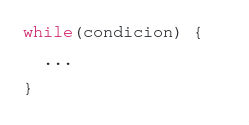 while(condicion) {
  ...
}